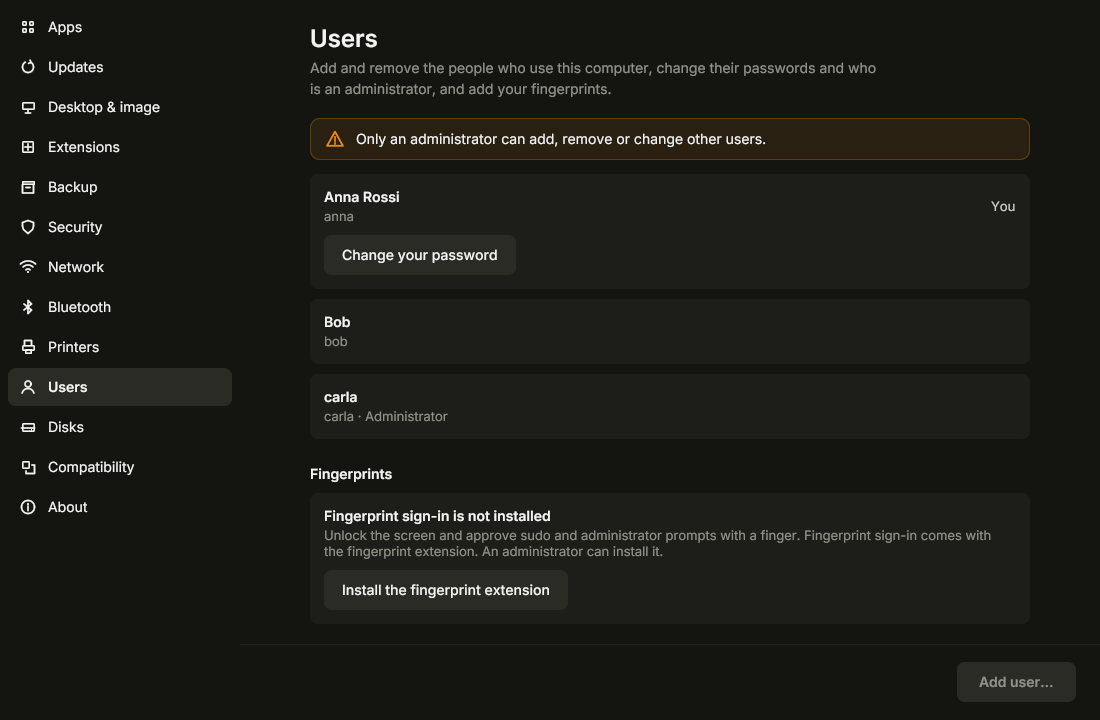 Apps
Updates
Desktop & image
Extensions
Backup
Security
Network
Bluetooth
Printers
Users
Disks
Compatibility
About
Users
Add and remove the people who use this computer, change their passwords and who
is an administrator, and add your fingerprints.
Only an administrator can add, remove or change other users.
Anna Rossi
anna
You
Change your password
Bob
bob
carla
carla · Administrator
Fingerprints
Fingerprint sign-in is not installed
Unlock the screen and approve sudo and administrator prompts with a finger. Fingerprint sign-in comes with
the fingerprint extension. An administrator can install it.
Install the fingerprint extension
Add user...